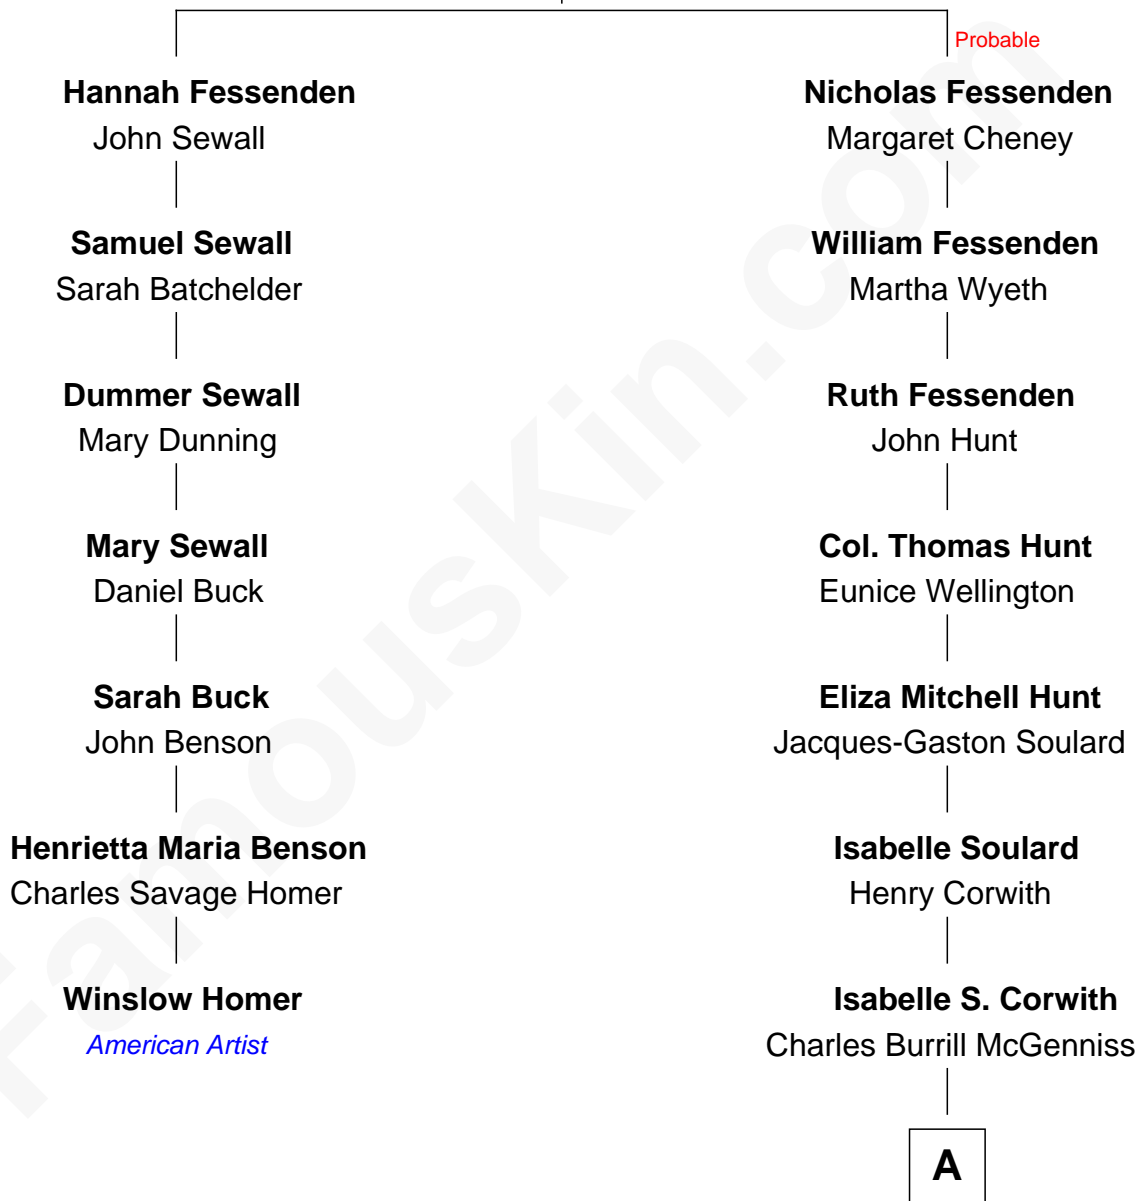 Probable
Hannah Fessenden
John Sewall
Nicholas Fessenden
Margaret Cheney
Samuel Sewall
Sarah Batchelder
William Fessenden
Martha Wyeth
Dummer Sewall
Mary Dunning
Ruth Fessenden
John Hunt
Mary Sewall
Daniel Buck
Col. Thomas Hunt
Eunice Wellington
Sarah Buck
John Benson
Eliza Mitchell Hunt
Jacques-Gaston Soulard
Henrietta Maria Benson
Charles Savage Homer
Isabelle Soulard
Henry Corwith
Winslow Homer
American Artist
Isabelle S. Corwith
Charles Burrill McGenniss
A
FamousKin.com